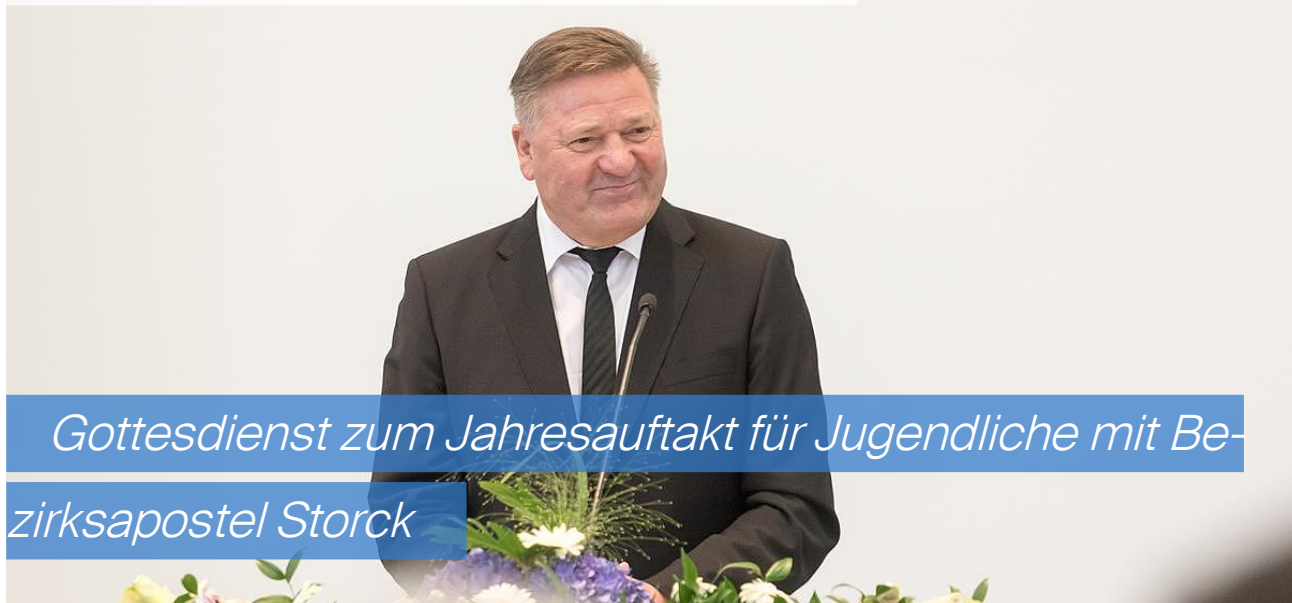 Gottesdienst zum Jahresauftakt für Jugendliche mit Be-
zirksapostel Storck